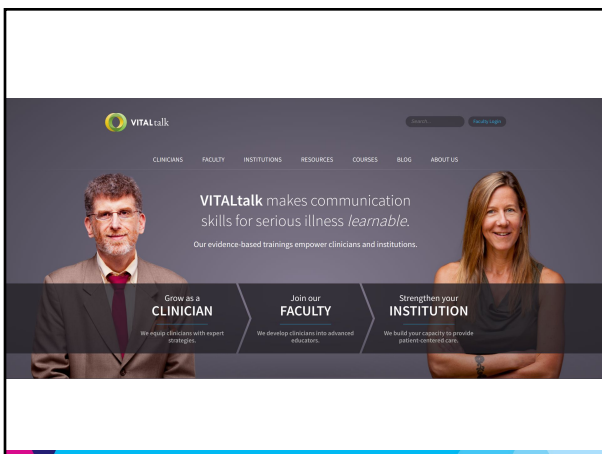 VITALtalk
Search
Faculty Login
CLINICIANS FACULTY INSTITUTIONS RESOURCES COURSES BLOG ABOUT US
VITALtalk makes communication
skills for serious illness learnable.
Our evidence-based trainings empower clinicians and institutions.
Grow as a
CLINICIAN
We equip clinicians with expert
strategies.
Join our
FACULTY
We develop clinicians into advanced
educators.
Strengthen your
INSTITUTION
We build your capacity to provide
patient-centered care.